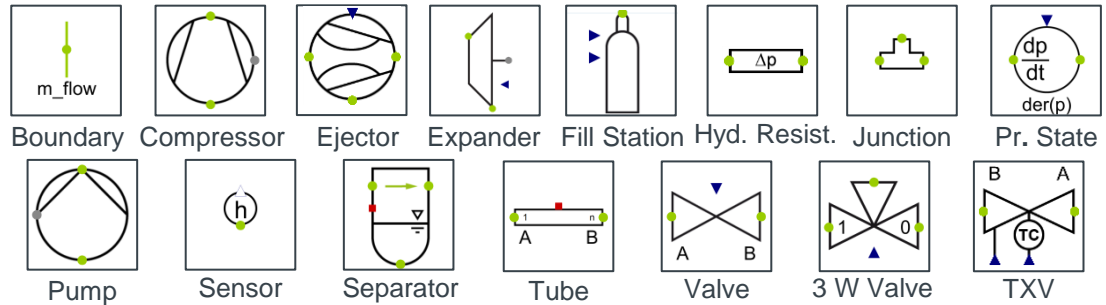 m_flow
Δp
dp
dt
der(p)
Boundary Compressor Ejector Expander Fill Station Hyd. Resist. Junction Pr. State
h
1 n
A B
A B
1 0
B A
TC
Pump Sensor Separator Tube Valve 3 W Valve TXV